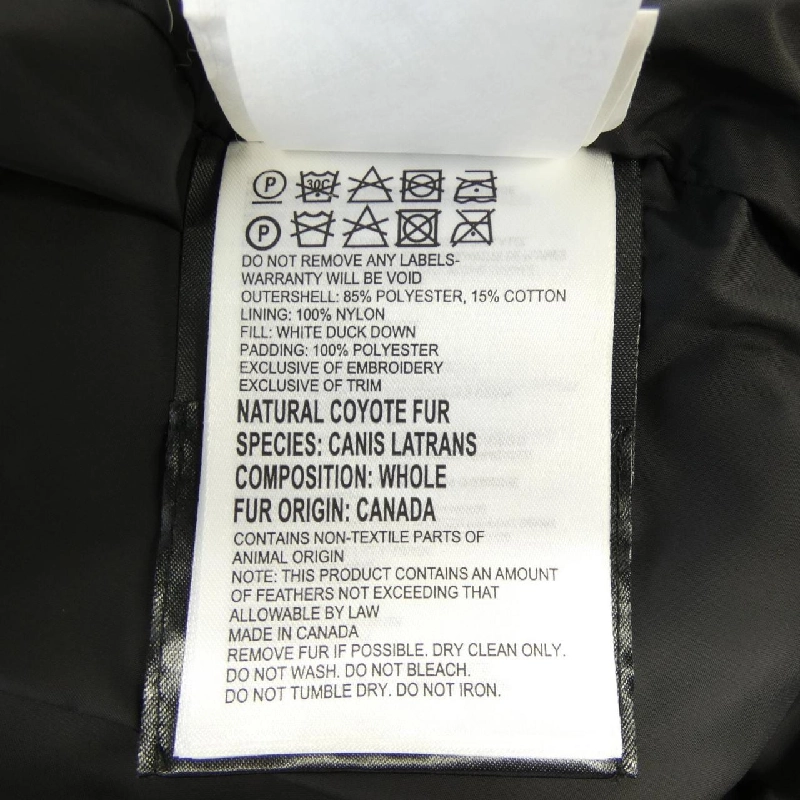 P 30C
P
DO NOT REMOVE ANY LABELS-
WARRANTY WILL BE VOID
OUTERSHELL: 85% POLYESTER, 15% COTTON
LINING: 100% NYLON
FILL: WHITE DUCK DOWN
PADDING: 100% POLYESTER
EXCLUSIVE OF EMBROIDERY
EXCLUSIVE OF TRIM
NATURAL COYOTE FUR
SPECIES: CANIS LATRANS
COMPOSITION: WHOLE
FUR ORIGIN: CANADA
CONTAINS NON-TEXTILE PARTS OF
ANIMAL ORIGIN
NOTE: THIS PRODUCT CONTAINS AN AMOUNT
OF FEATHERS NOT EXCEEDING THAT
ALLOWABLE BY LAW
MADE IN CANADA
REMOVE FUR IF POSSIBLE. DRY CLEAN ONLY.
DO NOT WASH. DO NOT BLEACH.
DO NOT TUMBLE DRY. DO NOT IRON.